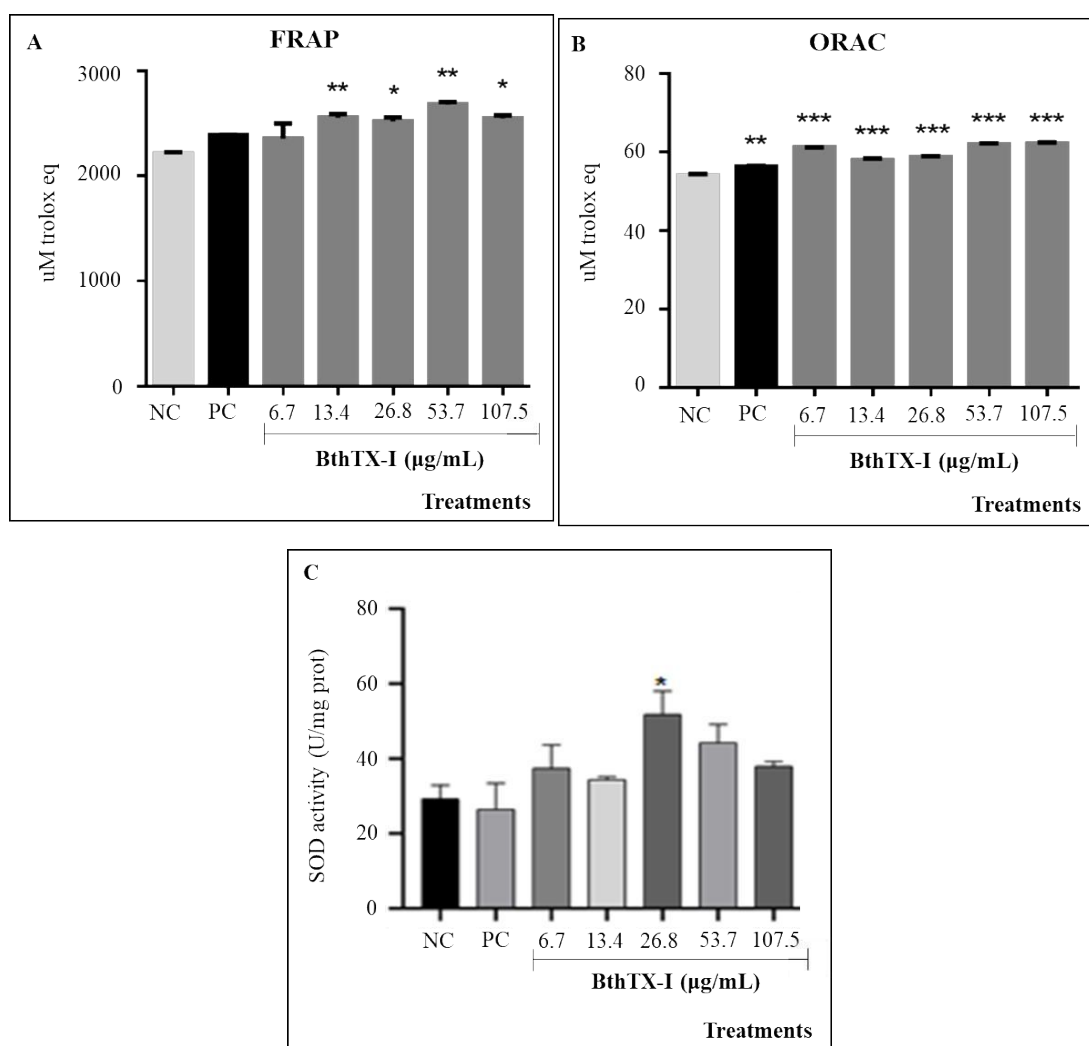 A
FRAP
3000
2000
1000
0
uM trolox eq
** * ** *
NC PC 6.7 13.4 26.8 53.7 107.5
BthTX-I (µg/mL)
Treatments
B
ORAC
80
60
40
20
0
uM trolox eq
** *** *** *** *** ***
NC PC 6.7 13.4 26.8 53.7 107.5
BthTX-I (µg/mL)
Treatments
C
80
60
40
20
0
SOD activity (U/mg prot)
*
NC PC 6.7 13.4 26.8 53.7 107.5
BthTX-I (µg/mL)
Treatments